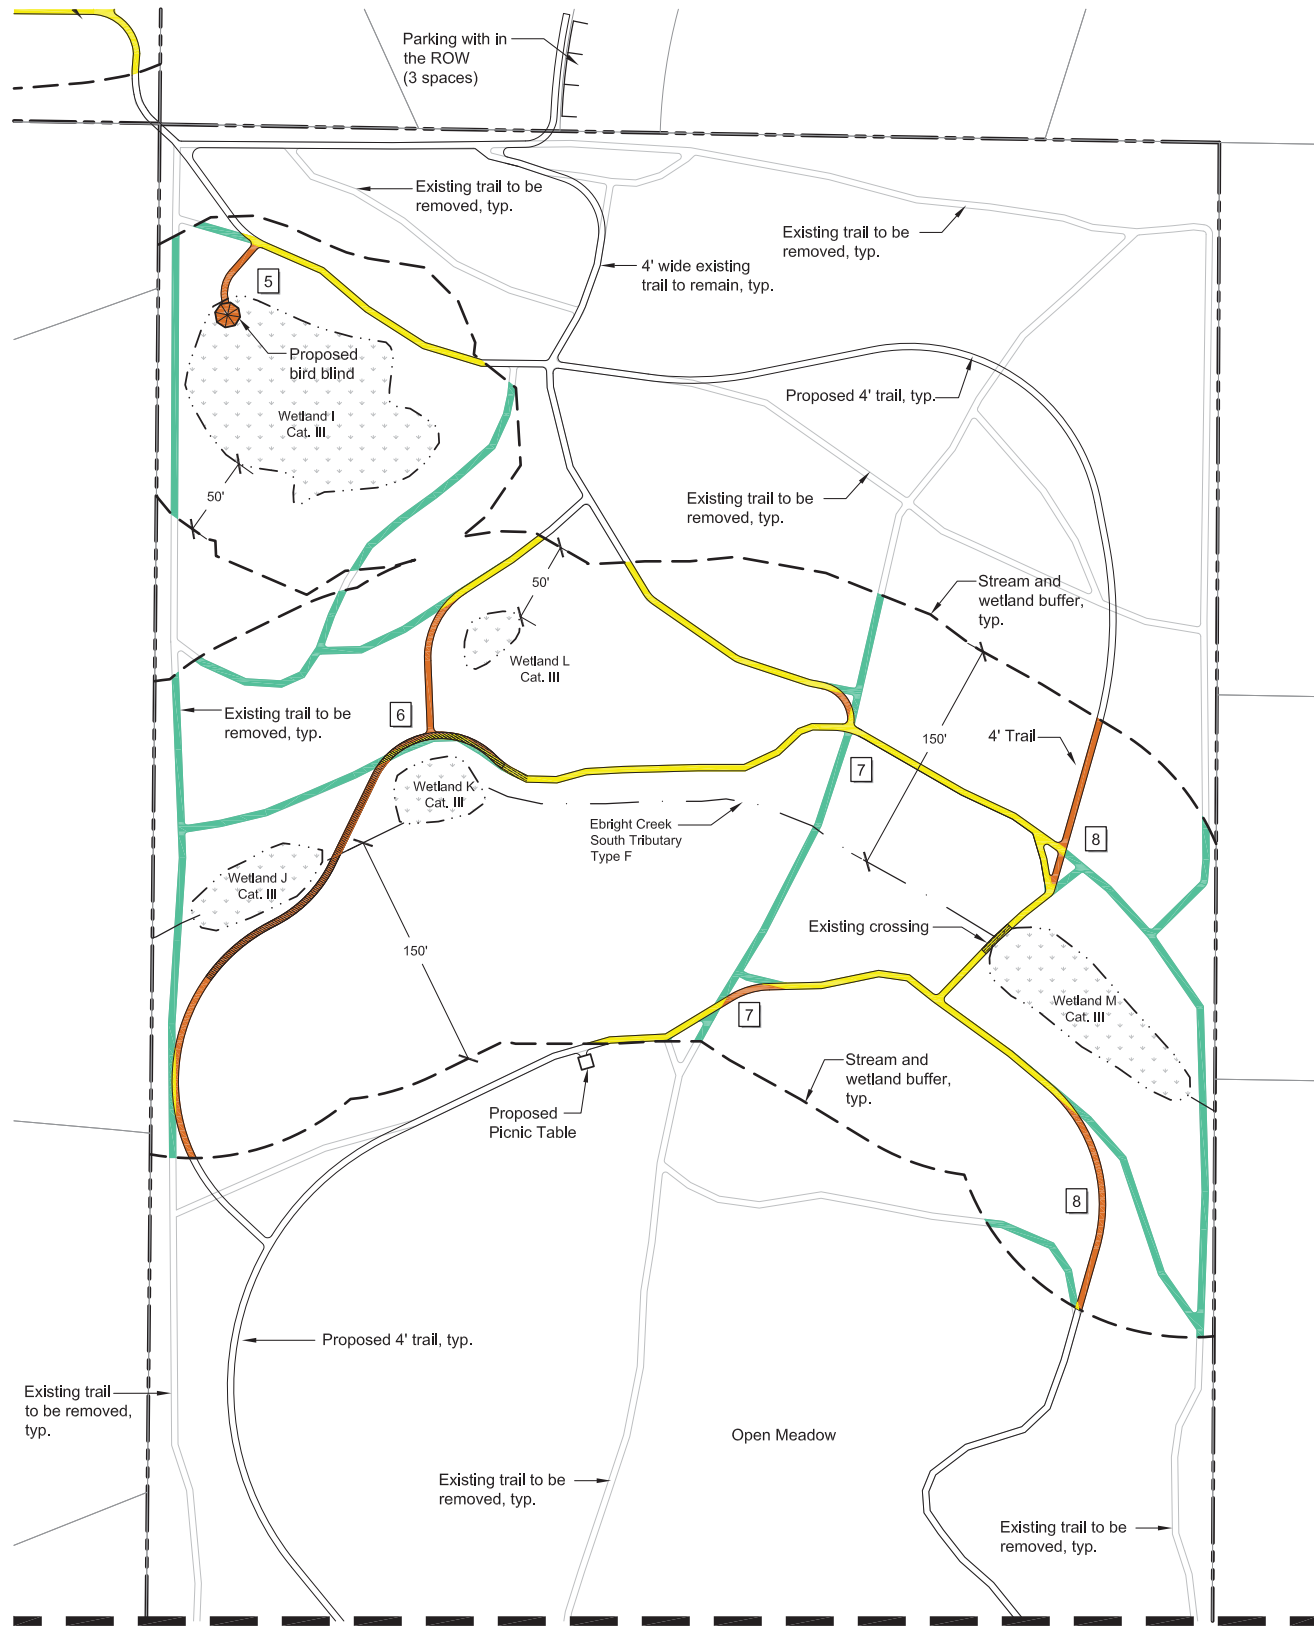 Parking with in
the ROW
(3 spaces)
Existing trail to be
removed, typ.
Existing trail to be
removed, typ.
4' wide existing
trail to remain, typ.
5
Proposed
bird blind
Proposed 4' trail, typ.
Wetland I
Cat. III
50'
Existing trail to be
removed, typ.
50'
Stream and
wetland buffer,
typ.
Wetland L
Cat. III
Existing trail to be
removed, typ.
6
150'
4' Trail
7
Wetland K
Cat. III
Ebright Creek
South Tributary
Type F
8
Wetland J
Cat. III
Existing crossing
150'
Wetland M
Cat. III
7
Stream and
wetland buffer,
typ.
Proposed
Picnic Table
8
Proposed 4' trail, typ.
Existing trail
to be removed,
typ.
Open Meadow
Existing trail to be
removed, typ.
Existing trail to be
removed, typ.